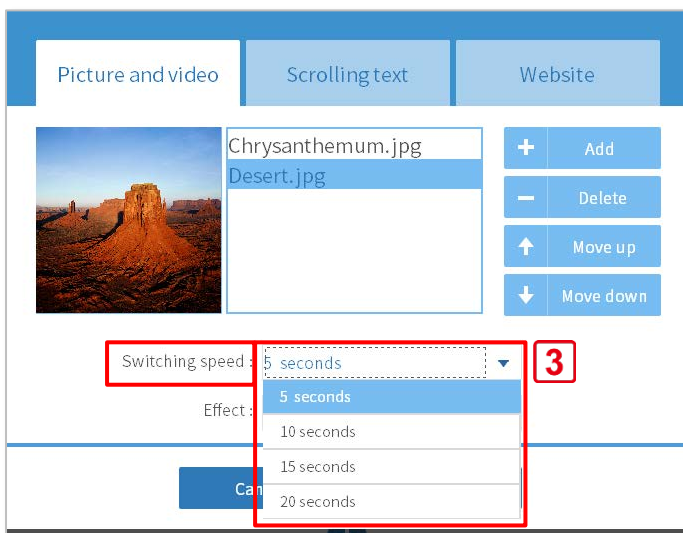 Picture and video
Scrolling text
Website
Chrysanthemum.jpg
Desert.jpg
Add
Delete
Move up
Move down
Switching speed : 5 seconds
3
5 seconds
Effect :
10 seconds
15 seconds
20 seconds